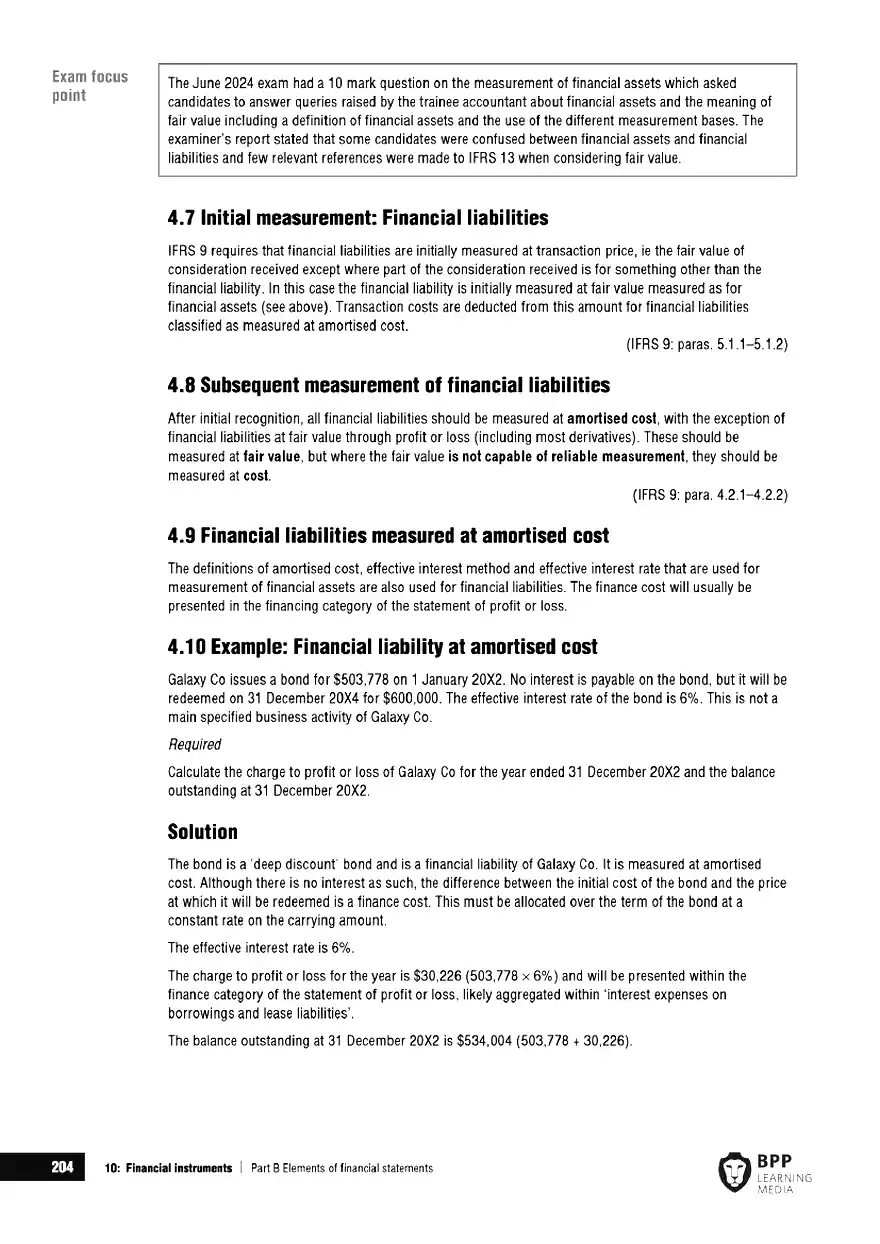 Exam focus
point
The June 2024 exam had a 10 mark question on the measurement of financial assets which asked
candidates to answer queries raised by the trainee accountant about financial assets and the meaning of
fair value including a definition of financial assets and the use of the different measurement bases. The
examiner's report stated that some candidates were confused between financial assets and financial
liabilities and few relevant references were made to IFRS 13 when considering fair value.
4.7 Initial measurement: Financial liabilities
IFRS 9 requires that financial liabilities are initially measured at transaction price, ie the fair value of
consideration received except where part of the consideration received is for something other than the
financial liability. In this case the financial liability is initially measured at fair value measured as for
financial assets (see above). Transaction costs are deducted from this amount for financial liabilities
classified as measured at amortised cost.
(IFRS 9: paras. 5.1.1–5.1.2)
4.8 Subsequent measurement of financial liabilities
After initial recognition, all financial liabilities should be measured at amortised cost, with the exception of
financial liabilities at fair value through profit or loss (including most derivatives). These should be
measured at fair value, but where the fair value is not capable of reliable measurement, they should be
measured at cost.
(IFRS 9: para. 4.2.1–4.2.2)
4.9 Financial liabilities measured at amortised cost
The definitions of amortised cost, effective interest method and effective interest rate that are used for
measurement of financial assets are also used for financial liabilities. The finance cost will usually be
presented in the financing category of the statement of profit or loss.
4.10 Example: Financial liability at amortised cost
Galaxy Co issues a bond for $503,778 on 1 January 20X2. No interest is payable on the bond, but it will be
redeemed on 31 December 20X4 for $600,000. The effective interest rate of the bond is 6%. This is not a
main specified business activity of Galaxy Co.
Required
Calculate the charge to profit or loss of Galaxy Co for the year ended 31 December 20X2 and the balance
outstanding at 31 December 20X2.
Solution
The bond is a 'deep discount' bond and is a financial liability of Galaxy Co. It is measured at amortised
cost. Although there is no interest as such, the difference between the initial cost of the bond and the price
at which it will be redeemed is a finance cost. This must be allocated over the term of the bond at a
constant rate on the carrying amount.
The effective interest rate is 6%.
The charge to profit or loss for the year is $30,226 (503,778 × 6%) and will be presented within the
finance category of the statement of profit or loss, likely aggregated within 'interest expenses on
borrowings and lease liabilities'.
The balance outstanding at 31 December 20X2 is $534,004 (503,778 + 30,226).
204 10: Financial instruments | Part B Elements of financial statements
BPP
LEARNING
MEDIA